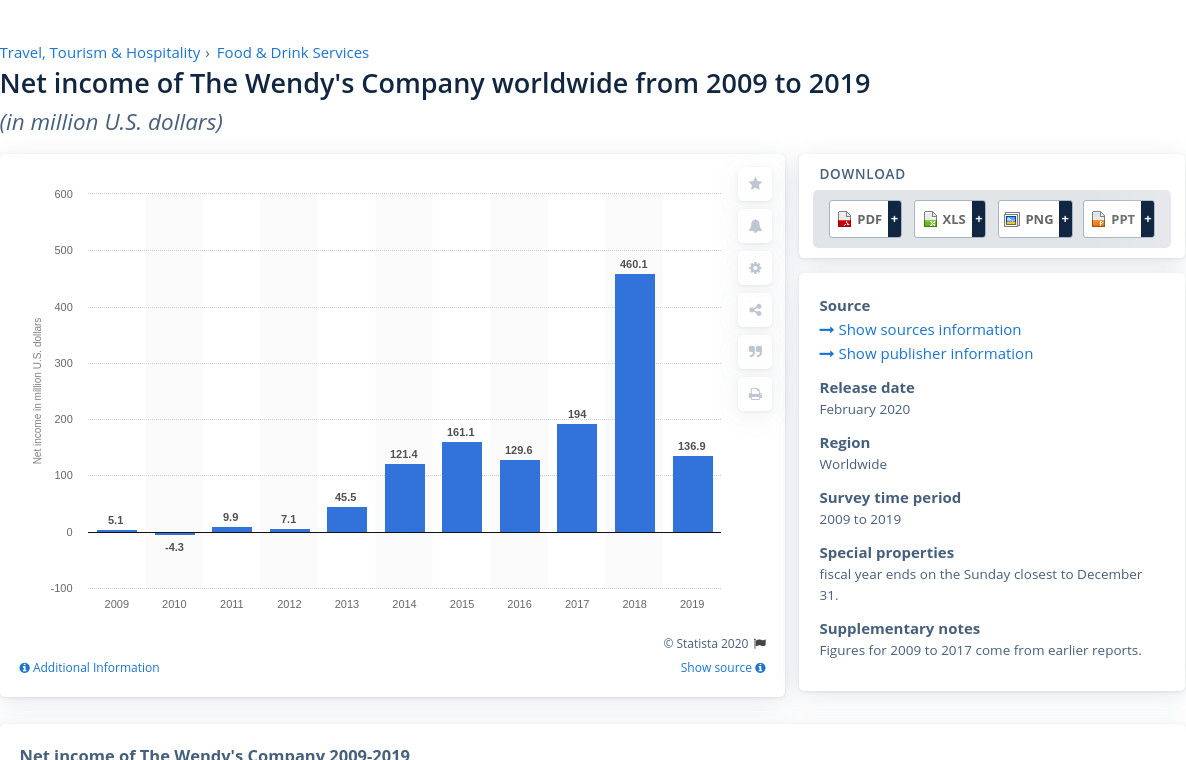 Travel, Tourism & Hospitality › Food & Drink Services
Net income of The Wendy's Company worldwide from 2009 to 2019
(in million U.S. dollars)
600
500
400
300
200
100
0
-100
Net income in million U.S. dollars
5.1
-4.3
9.9
7.1
45.5
121.4
161.1
129.6
194
460.1
136.9
2009 2010 2011 2012 2013 2014 2015 2016 2017 2018 2019
© Statista 2020
Additional Information
Show source
DOWNLOAD
PDF + XLS + PNG + PPT +
Source
Show sources information
Show publisher information
Release date
February 2020
Region
Worldwide
Survey time period
2009 to 2019
Special properties
fiscal year ends on the Sunday closest to December
31.
Supplementary notes
Figures for 2009 to 2017 come from earlier reports.
Net income of The Wendy's Company 2009-2019